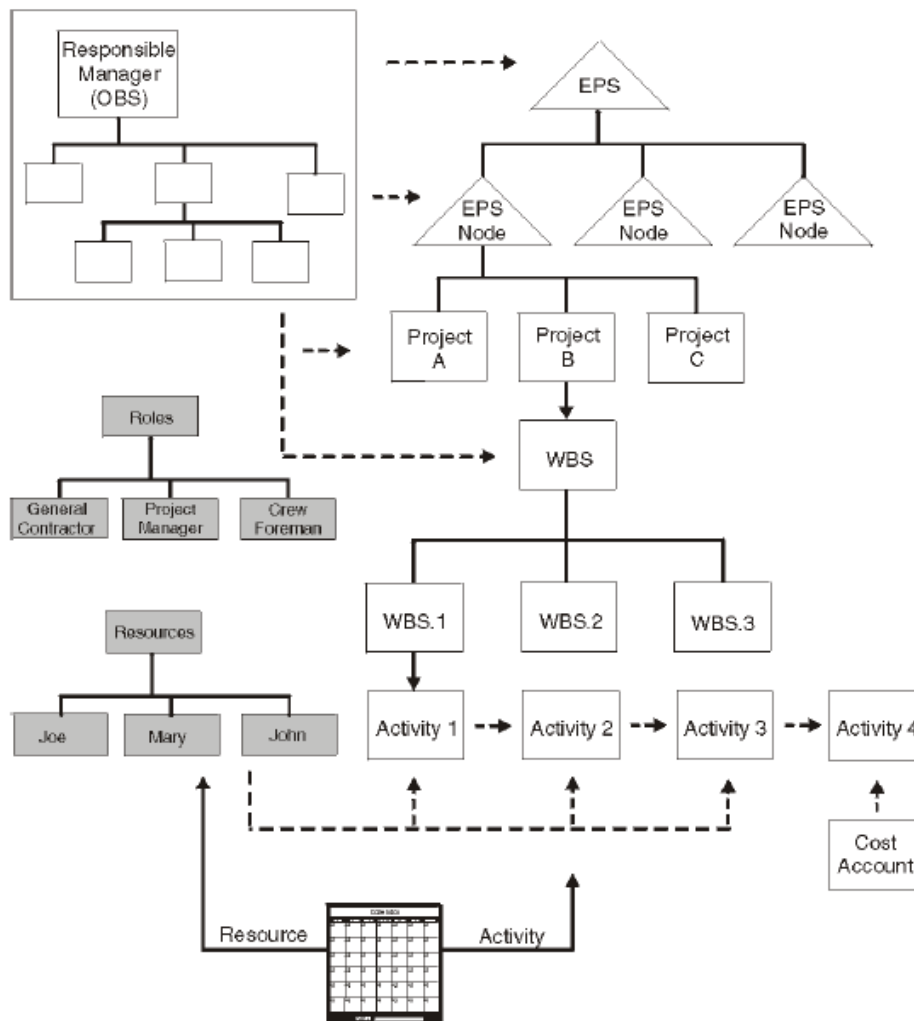 Responsible
Manager
(OBS)
EPS
EPS
Node
EPS
Node
EPS
Node
Project
A
Project
B
Project
C
Roles
General
Contractor
Project
Manager
Crew
Foreman
WBS
WBS.1
WBS.2
WBS.3
Resources
Joe
Mary
John
Activity 1
Activity 2
Activity 3
Activity 4
Cost
Account
Resource
Activity